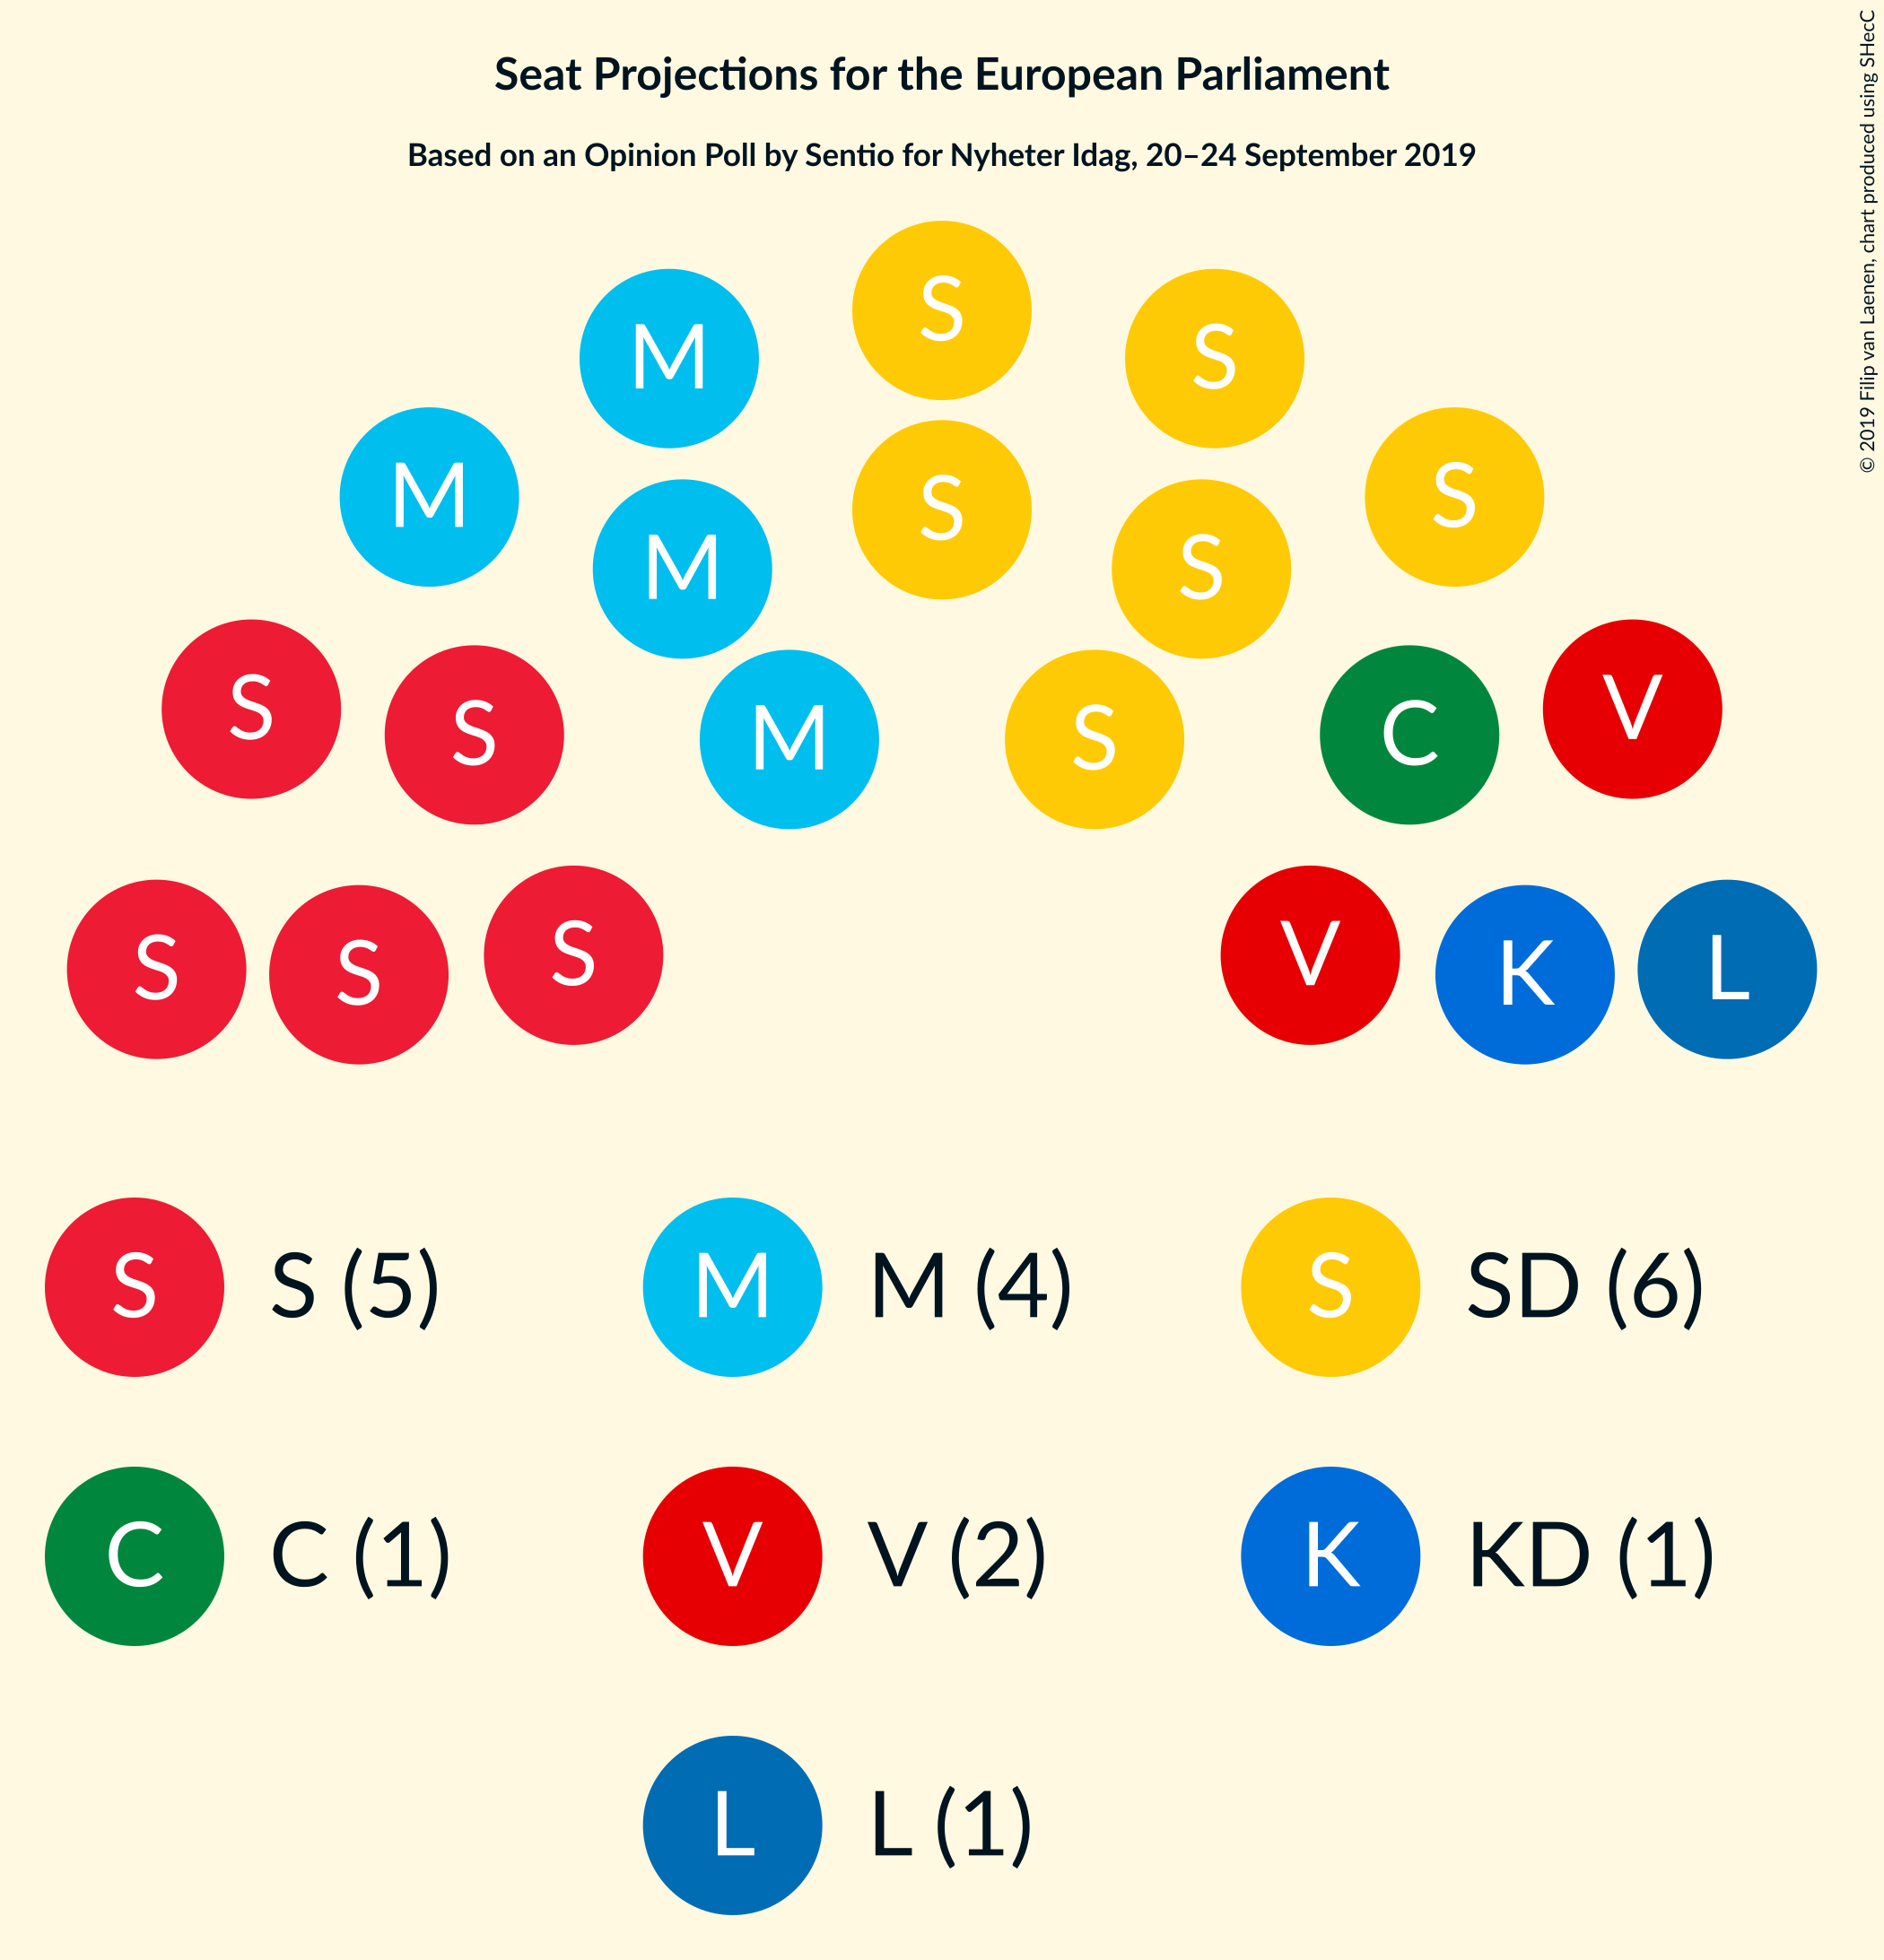 Seat Projections for the European Parliament
Based on an Opinion Poll by Sentio for Nyheter Idag, 20–24 September 2019
© 2019 Filip van Laenen, chart produced using SHecC
S
M S
M S
S M S
S S M S C V
S S S V K L
S S (5) M M (4) S SD (6)
C C (1) V V (2) K KD (1)
L L (1)